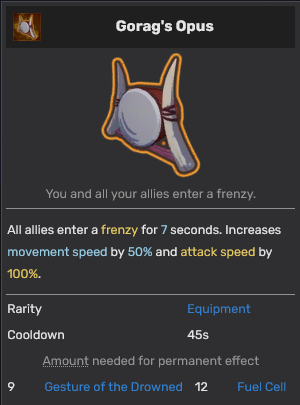 Gorag's Opus
You and all your allies enter a frenzy.
All allies enter a frenzy for 7 seconds. Increases
movement speed by 50% and attack speed by
100%.
Rarity Equipment
Cooldown 45s
Amount needed for permanent effect
9 Gesture of the Drowned 12 Fuel Cell